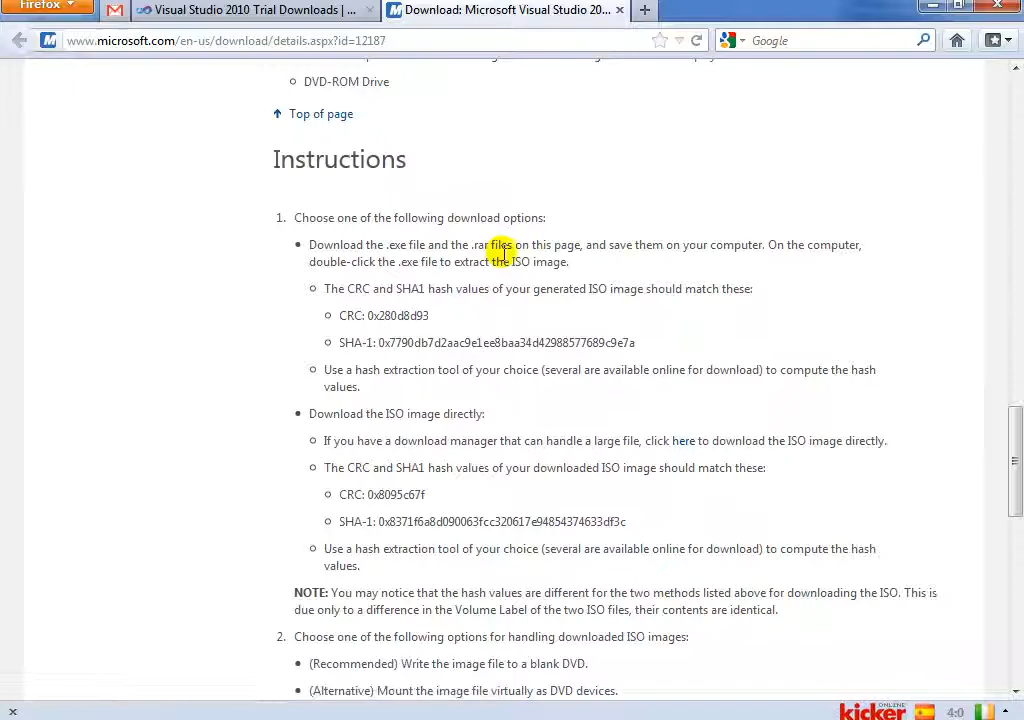 Firefox
Visual Studio 2010 Trial Downloads | ...
Download: Microsoft Visual Studio 20...
www.microsoft.com/en-us/download/details.aspx?id=12187
Google
DVD-ROM Drive
Top of page
Instructions
1. Choose one of the following download options:
Download the .exe file and the .rar files on this page, and save them on your computer. On the computer,
double-click the .exe file to extract the ISO image.
The CRC and SHA1 hash values of your generated ISO image should match these:
CRC: 0x280d8d93
SHA-1: 0x7790db7d2aac9e1ee8baa34d42988577689c9e7a
Use a hash extraction tool of your choice (several are available online for download) to compute the hash
values.
Download the ISO image directly:
If you have a download manager that can handle a large file, click here to download the ISO image directly.
The CRC and SHA1 hash values of your downloaded ISO image should match these:
CRC: 0x8095c67f
SHA-1: 0x8371f6a8d090063fcc320617e94854374633df3c
Use a hash extraction tool of your choice (several are available online for download) to compute the hash
values.
NOTE: You may notice that the hash values are different for the two methods listed above for downloading the ISO. This is
due only to a difference in the Volume Label of the two ISO files, their contents are identical.
2. Choose one of the following options for handling downloaded ISO images:
(Recommended) Write the image file to a blank DVD.
(Alternative) Mount the image file virtually as DVD devices.
kicker ONLINE 4:0